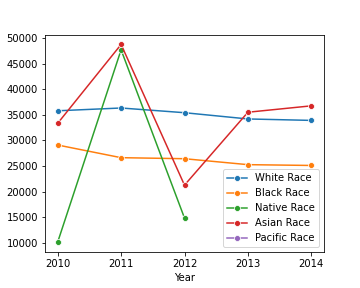 50000
45000
40000
35000
30000
25000
20000
15000
10000
2010 2011 2012 2013 2014
Year
White Race
Black Race
Native Race
Asian Race
Pacific Race